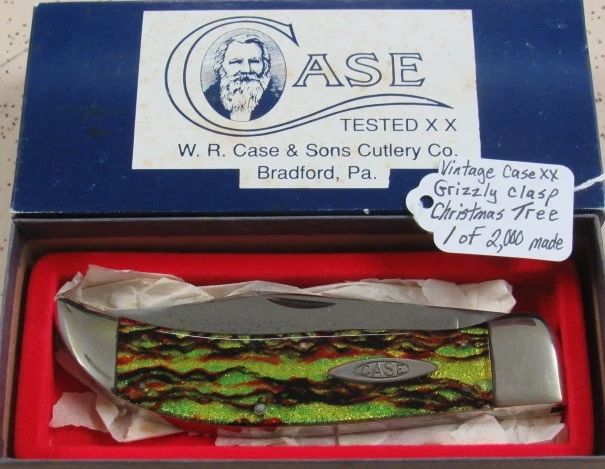 CASE
TESTED X X
W. R. Case & Sons Cutlery Co.
Bradford, Pa.
Vintage Case XX
Grizzly clasp
Christmas Tree
1 of 2,000 made
CASE